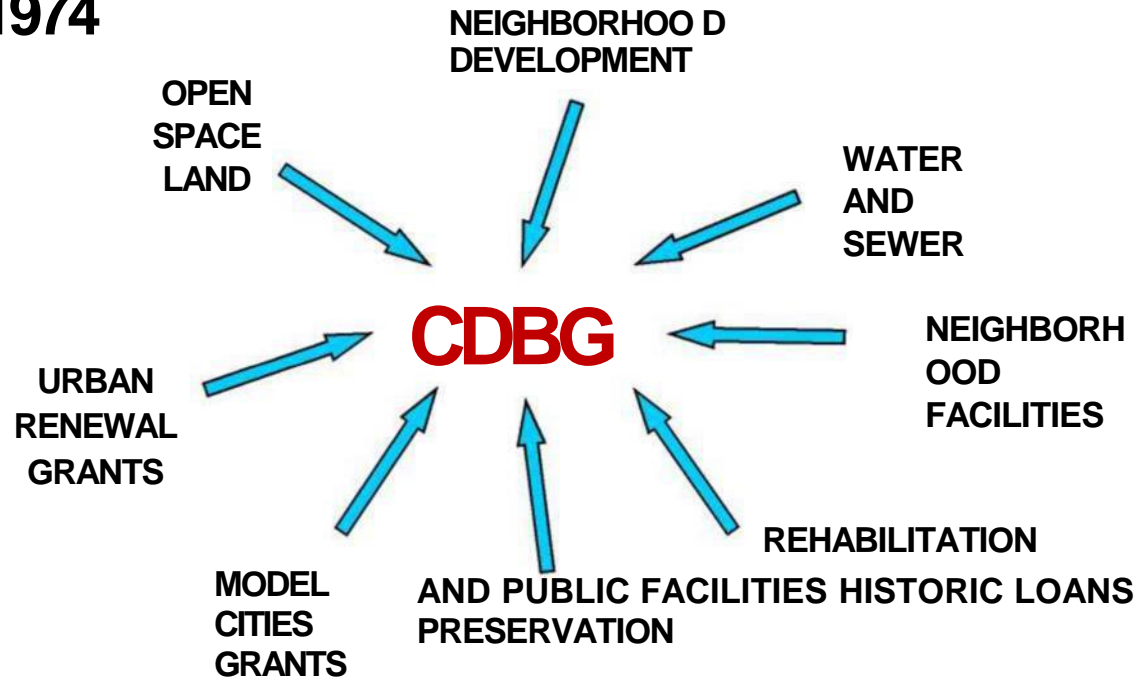 1974
NEIGHBORHOO D
DEVELOPMENT
OPEN
SPACE
LAND
WATER
AND
SEWER
CDBG
NEIGHBORH
OOD
FACILITIES
URBAN
RENEWAL
GRANTS
REHABILITATION
MODEL
CITIES
GRANTS
AND PUBLIC FACILITIES HISTORIC LOANS
PRESERVATION